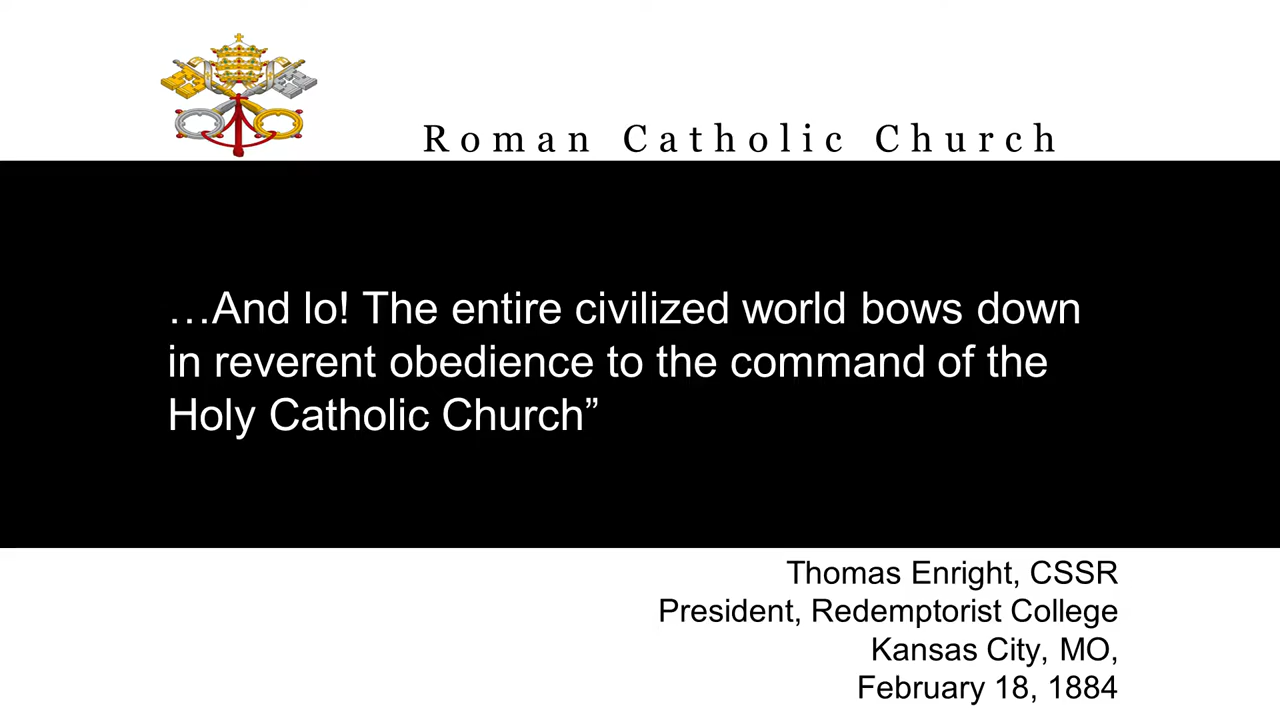 Roman Catholic Church
…And lo! The entire civilized world bows down
in reverent obedience to the command of the
Holy Catholic Church”
Thomas Enright, CSSR
President, Redemptorist College
Kansas City, MO,
February 18, 1884